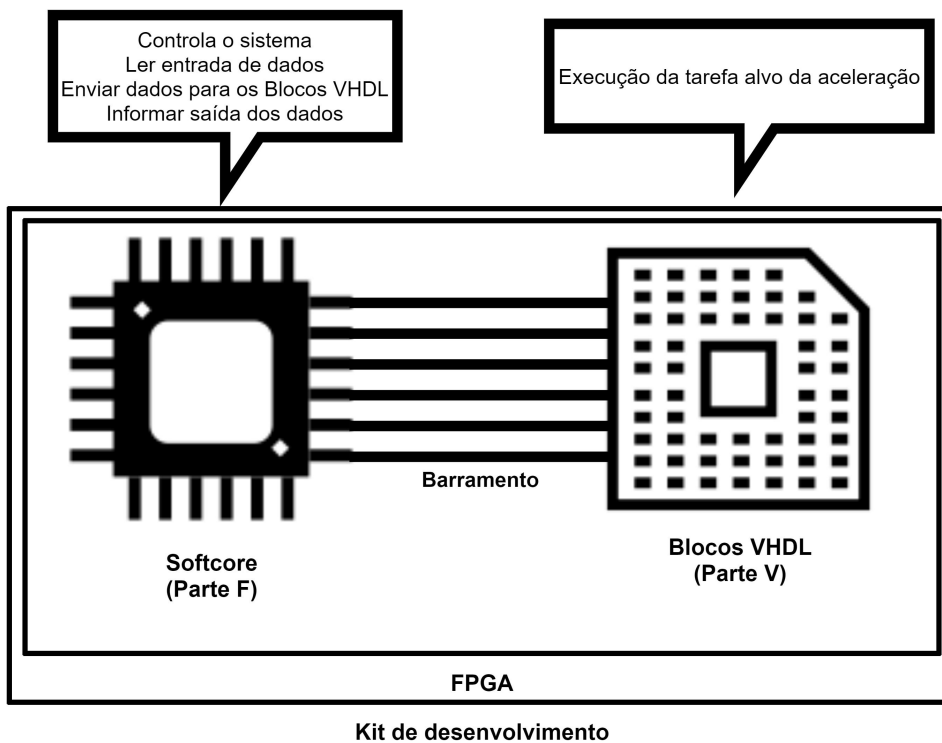 Controla o sistema
Ler entrada de dados
Enviar dados para os Blocos VHDL
Informar saída dos dados
Execução da tarefa alvo da aceleração
Barramento
Softcore
(Parte F)
Blocos VHDL
(Parte V)
FPGA
Kit de desenvolvimento